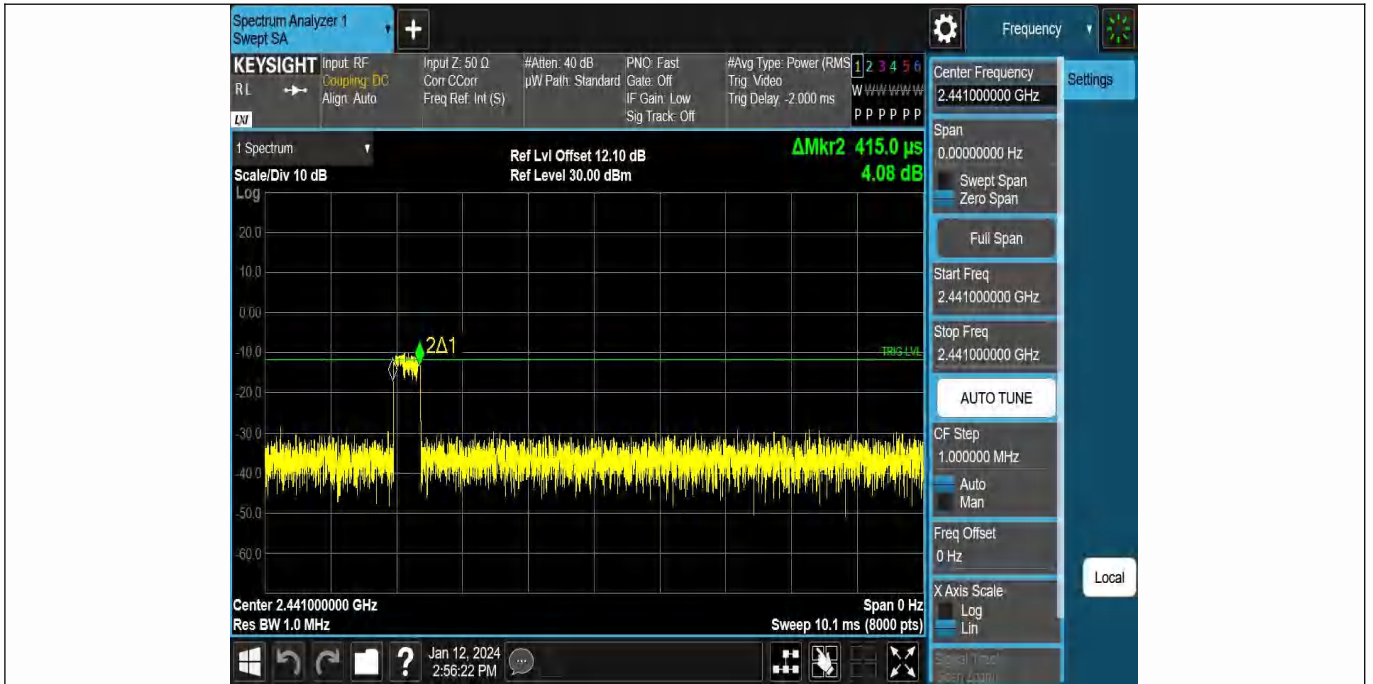 Spectrum Analyzer 1
Swept SA
Frequency
KEYSIGHT
R L
LXI
Input: RF
Coupling: DC
Align: Auto
Input Z: 50 Ω
Corr CCorr
Freq Ref: Int (S)
#Atten: 40 dB
µW Path: Standard
PNO: Fast
Gate: Off
IF Gain: Low
Sig Track: Off
#Avg Type: Power (RMS
Trig: Video
Trig Delay: -2.000 ms
1 2 3 4 5 6
W W W W W W
P P P P P P
Center Frequency
2.441000000 GHz
Settings
1 Spectrum
Scale/Div 10 dB
Ref Lvl Offset 12.10 dB
Ref Level 30.00 dBm
ΔMkr2 415.0 µs
4.08 dB
Log
20.0
10.0
0.00
-10.0
-20.0
-30.0
-40.0
-50.0
-60.0
2Δ1
TRIG LVL
Center 2.441000000 GHz
Res BW 1.0 MHz
Span 0 Hz
Sweep 10.1 ms (8000 pts)
Span
0.00000000 Hz
Swept Span
Zero Span
Full Span
Start Freq
2.441000000 GHz
Stop Freq
2.441000000 GHz
AUTO TUNE
CF Step
1.000000 MHz
Auto
Man
Freq Offset
0 Hz
X Axis Scale
Log
Lin
Local
Signal Track
?
Jan 12, 2024
2:56:22 PM